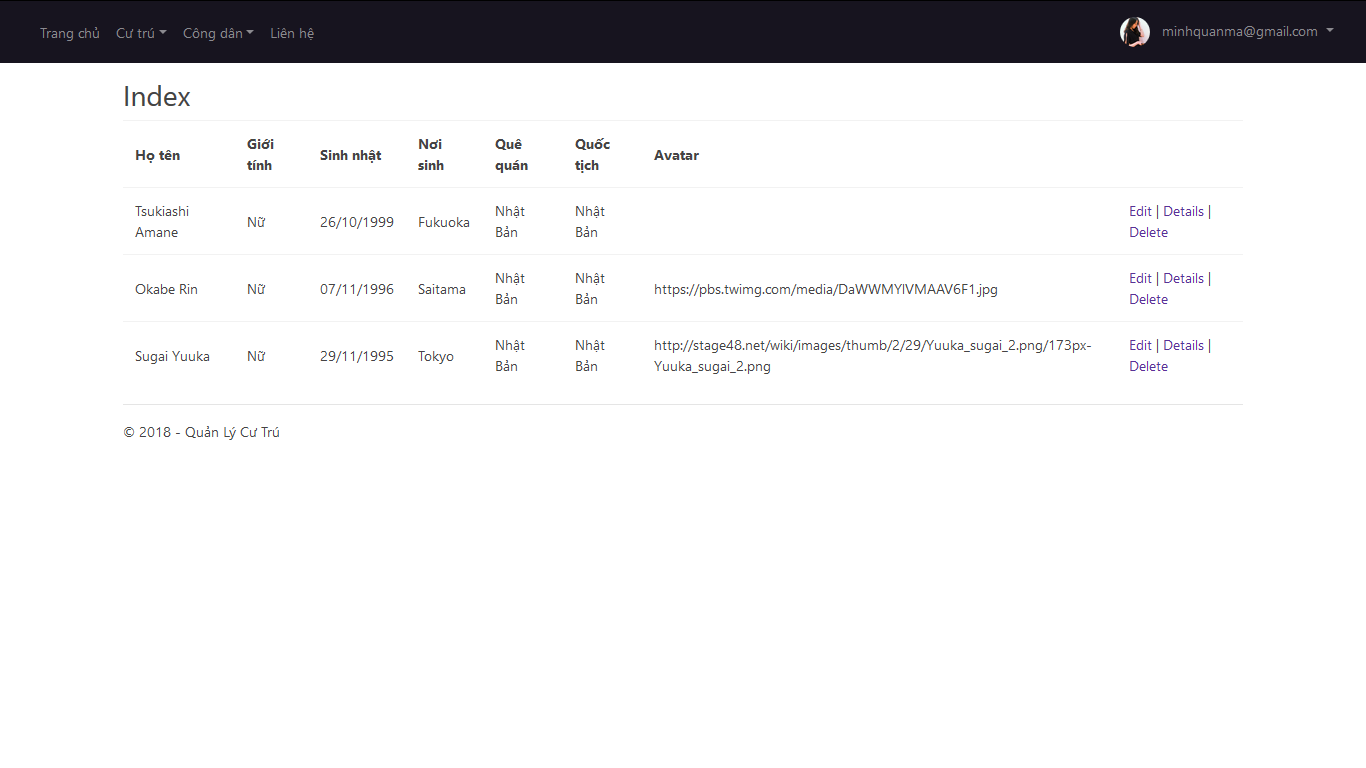 Trang chủ Cư trú Công dân Liên hệ minhquanma@gmail.com
Index
Họ tên Giới tính Sinh nhật Nơi sinh Quê quán Quốc tịch Avatar
Tsukiashi Amane Nữ 26/10/1999 Fukuoka Nhật Bản Nhật Bản Edit | Details | Delete
Okabe Rin Nữ 07/11/1996 Saitama Nhật Bản Nhật Bản https://pbs.twimg.com/media/DaWWMYlVMAAV6F1.jpg Edit | Details | Delete
Sugai Yuuka Nữ 29/11/1995 Tokyo Nhật Bản Nhật Bản http://stage48.net/wiki/images/thumb/2/29/Yuuka_sugai_2.png/173px-Yuuka_sugai_2.png Edit | Details | Delete
© 2018 - Quản Lý Cư Trú